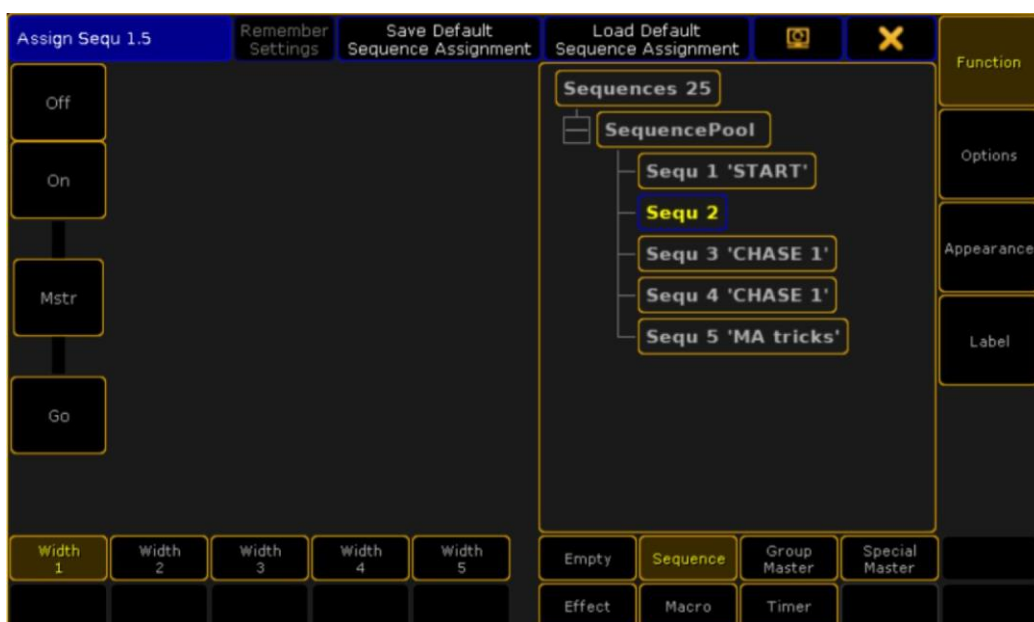 Assign Sequ 1.5
Remember
Settings
Save Default
Sequence Assignment
Load Default
Sequence Assignment
Function
Off
On
Mstr
Go
Sequences 25
SequencePool
Sequ 1 'START'
Sequ 2
Sequ 3 'CHASE 1'
Sequ 4 'CHASE 1'
Sequ 5 'MA tricks'
Options
Appearance
Label
Width
1
Width
2
Width
3
Width
4
Width
5
Empty
Sequence
Group
Master
Special
Master
Effect
Macro
Timer